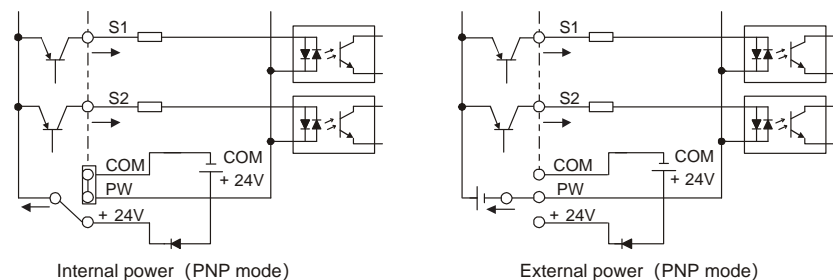 S1
S2
COM
COM
+ 24V
PW
+ 24V
Internal power (PNP mode)
S1
S2
COM
COM
+ 24V
PW
+ 24V
External power (PNP mode)